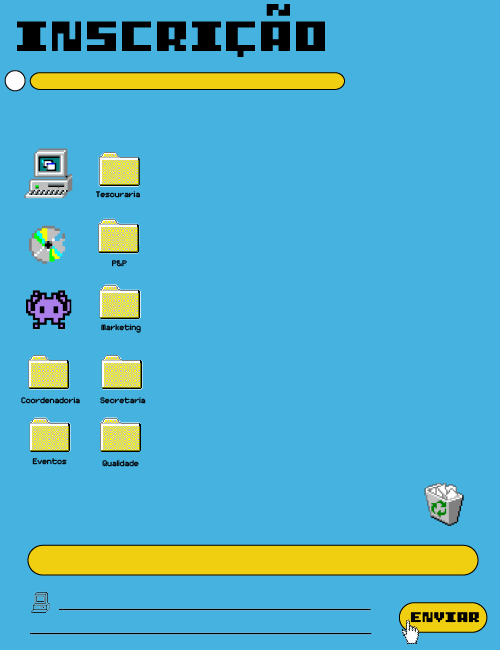 INSCRIÇÃO
Tesouraria
P&P
Marketing
Coordenadoria Secretaria
Eventos Qualidade
ENVIAR